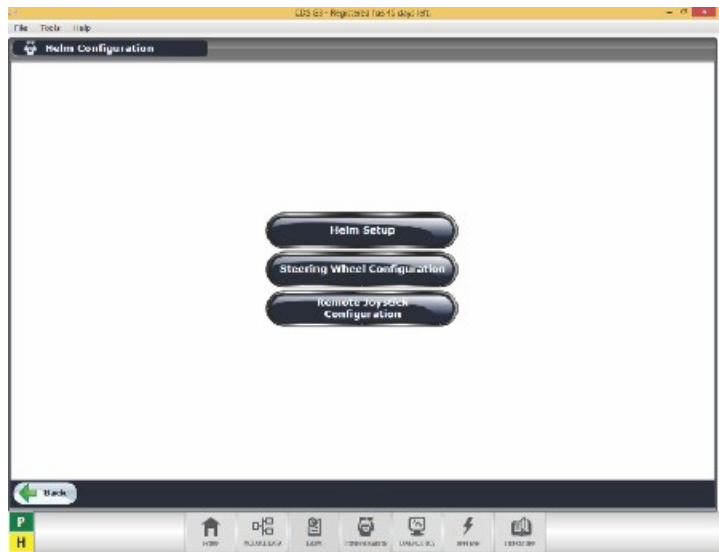 CDS G3 - Registered has 45 days left.
File Tools Help
Helm Configuration
Helm Setup
Steering Wheel Configuration
Remote Joystick
Configuration
Back
P
H